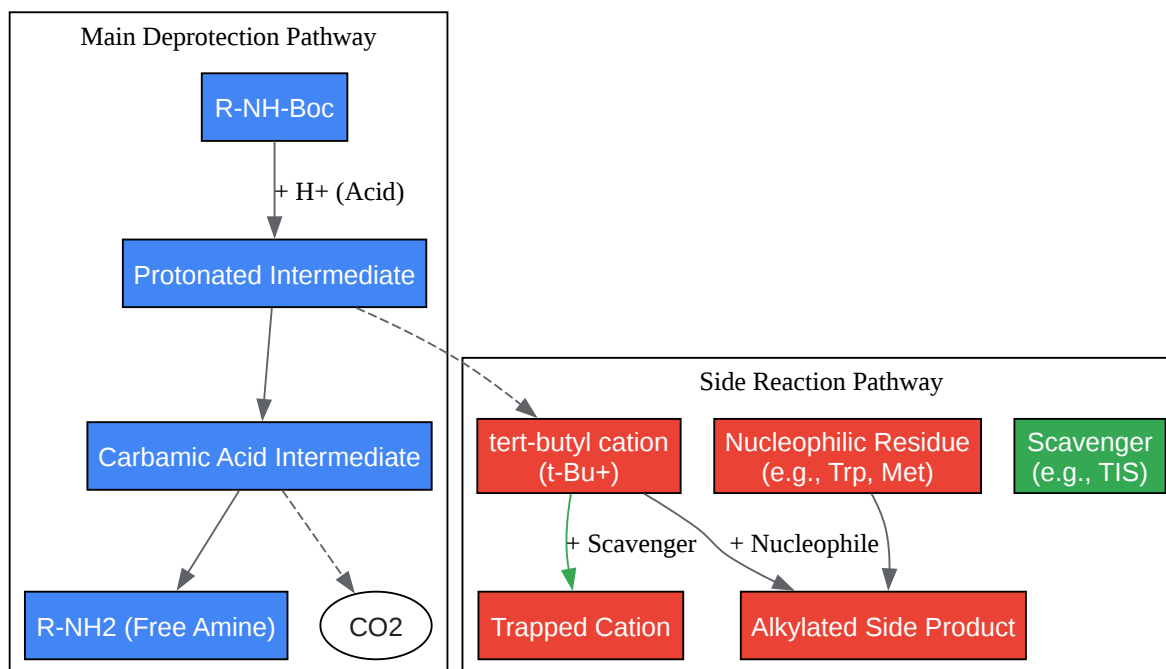 Main Deprotection Pathway
R-NH-Boc
+ H+ (Acid)
Protonated Intermediate
Carbamic Acid Intermediate
R-NH2 (Free Amine)
CO2
Side Reaction Pathway
tert-butyl cation
(t-Bu+)
Nucleophilic Residue
(e.g., Trp, Met)
Scavenger
(e.g., TIS)
+ Scavenger
+ Nucleophile
Trapped Cation
Alkylated Side Product